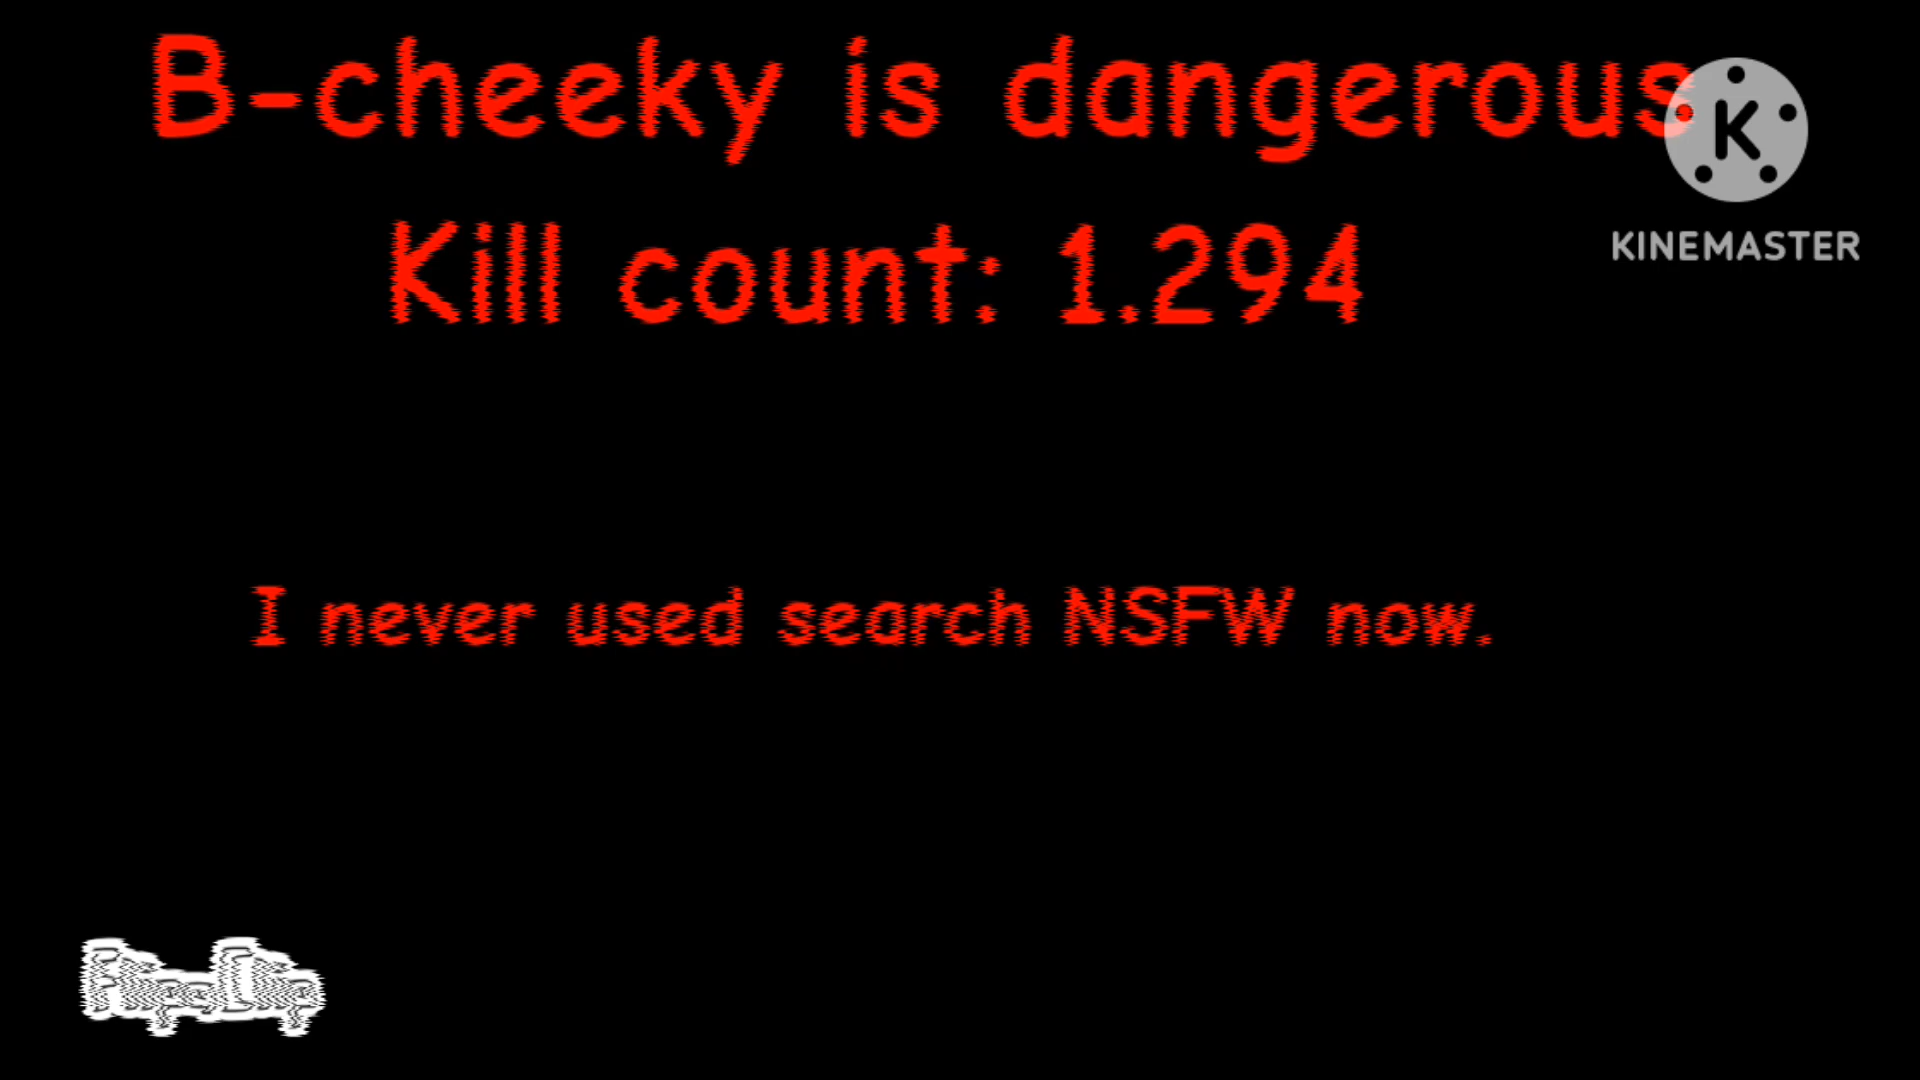 B-cheeky is dangerous
Kill count: 1.294
KINEMASTER
I never used search NSFW now.